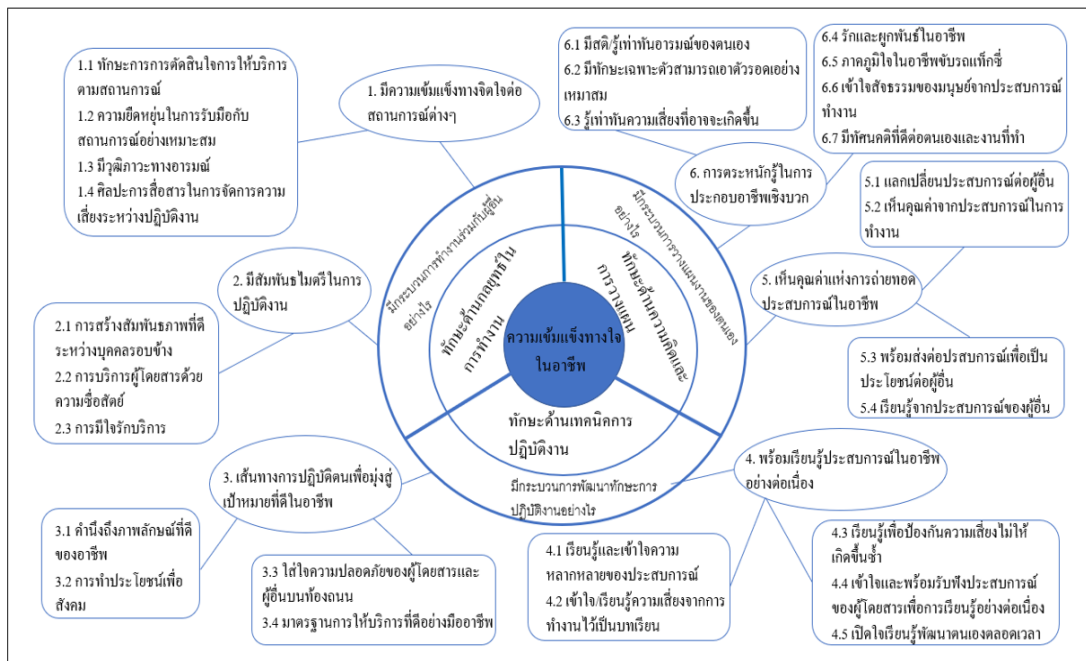 1.1 ทักษะการการตัดสินใจการให้บริการ
ตามสถานการณ์
1.2 ความยืดหยุ่นในการรับมือกับ
สถานการณ์อย่างเหมาะสม
1.3 มีวุฒิภาวะทางอารมณ์
1.4 ศิลปะการสื่อสารในการจัดการความ
เสี่ยงระหว่างปฏิบัติงาน
1. มีความเข้มแข็งทางจิตใจต่อ
สถานการณ์ต่างๆ
6.1 มีสติ/รู้เท่าทันอารมณ์ของตนเอง
6.2 มีทักษะเฉพาะตัวสามารถเอาตัวรอดอย่าง
เหมาสม
6.3 รู้เท่าทันความเสี่ยงที่อาจจะเกิดขึ้น
6.4 รักและผูกพันธ์ในอาชีพ
6.5 ภาคภูมิใจในอาชีพขับรถแท็กซี่
6.6 เข้าใจสัจธรรมของมนุษย์จากประสบการณ์
ทำงาน
6.7 มีทัศนคติที่ดีต่อตนเองและงานที่ทำ
6. การตระหนักรู้ในการ
ประกอบอาชีพเชิงบวก
5.1 แลกเปลี่ยนประสบการณ์ต่อผู้อื่น
5.2 เห็นคุณค่าจากประสบการณ์ในการ
ทำงาน
5. เห็นคุณค่าแห่งการถ่ายทอด
ประสบการณ์ในอาชีพ
5.3 พร้อมส่งต่อปรสบการณ์เพื่อเป็น
ประโยชน์ต่อผู้อื่น
5.4 เรียนรู้จากประสบการณ์ของผู้อื่น
2. มีสัมพันธไมตรีในการ
ปฏิบัติงาน
2.1 การสร้างสัมพันธภาพที่ดี
ระหว่างบุคคลรอบข้าง
2.2 การบริการผู้โดยสารด้วย
ความซื่อสัตย์
2.3 การมีใจรักบริการ
มีกระบวนการทำงานร่วมกับผู้อื่น
อย่างไร
ทักษะด้านกลยุทธ์ใน
การทำงาน
มีกระบวนการวางแผนงานของตนเอง
อย่างไร
ทักษะด้านความคิดและ
การวางแผน
ความเข้มแข็งทางใจ
ในอาชีพ
ทักษะด้านเทคนิคการ
ปฏิบัติงาน
มีกระบวนการพัฒนาทักษะการ
ปฏิบัติงานอย่างไร
3. เส้นทางการปฏิบัติตนเพื่อมุ่งสู่
เป้าหมายที่ดีในอาชีพ
3.1 คำนึงถึงภาพลักษณ์ที่ดี
ของอาชีพ
3.2 การทำประโยชน์เพื่อ
สังคม
3.3 ใส่ใจความปลอดภัยของผู้โดยสารและ
ผู้อื่นบนท้องถนน
3.4 มาตรฐานการให้บริการที่ดีอย่างมืออาชีพ
4. พร้อมเรียนรู้ประสบการณ์ในอาชีพ
อย่างต่อเนื่อง
4.1 เรียนรู้และเข้าใจความ
หลากหลายของประสบการณ์
4.2 เข้าใจ/เรียนรู้ความเสี่ยงจากการ
ทำงานไว้เป็นบทเรียน
4.3 เรียนรู้เพื่อป้องกันความเสี่ยงไม่ให้
เกิดขึ้นซ้ำ
4.4 เข้าใจและพร้อมรับฟังประสบการณ์
ของผู้โดยสารเพื่อการเรียนรู้อย่างต่อเนื่อง
4.5 เปิดใจเรียนรู้พัฒนาตนเองตลอดเวลา